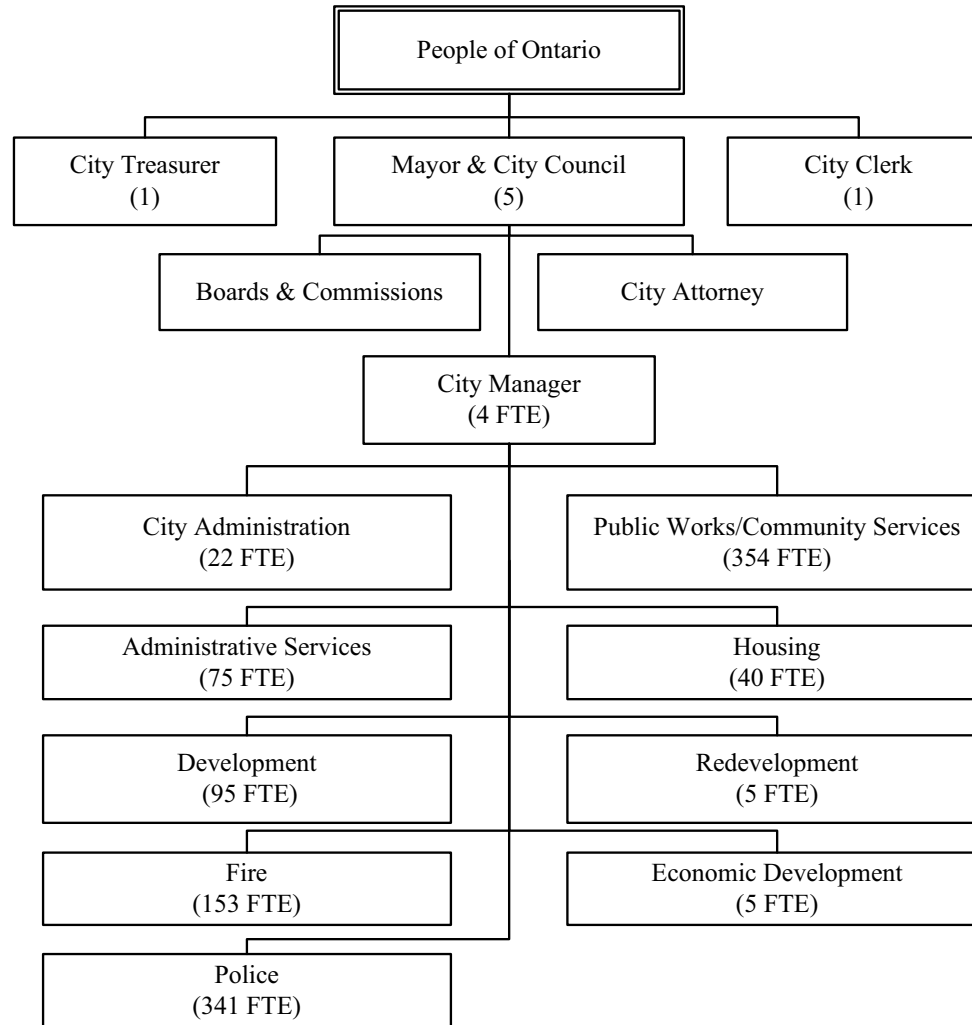 People of Ontario
City Treasurer
(1)
Mayor & City Council
(5)
City Clerk
(1)
Boards & Commissions
City Attorney
City Manager
(4 FTE)
City Administration
(22 FTE)
Public Works/Community Services
(354 FTE)
Administrative Services
(75 FTE)
Housing
(40 FTE)
Development
(95 FTE)
Redevelopment
(5 FTE)
Fire
(153 FTE)
Economic Development
(5 FTE)
Police
(341 FTE)